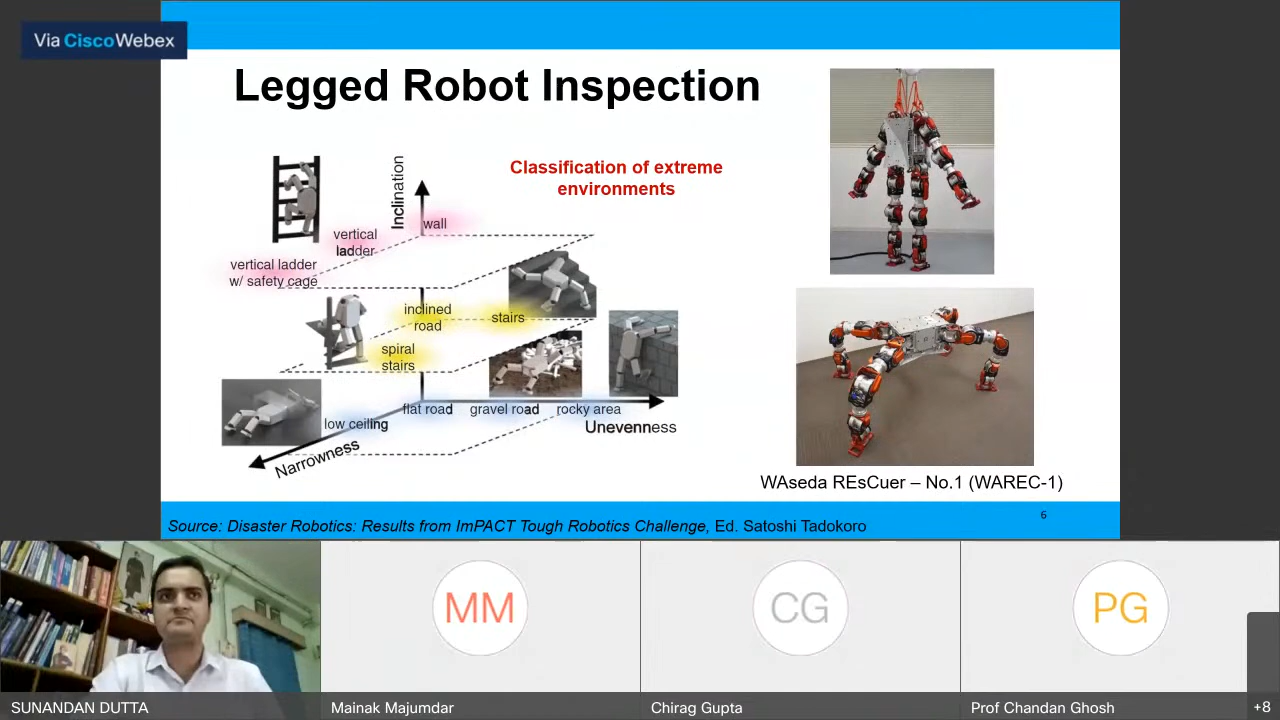 Via Cisco Webex
Legged Robot Inspection
Classification of extreme
environments
Inclination
wall
vertical
ladder
vertical ladder
w/ safety cage
inclined
road
stairs
spiral
stairs
flat road
gravel road
rocky area
low ceiling
Unevenness
Narrowness
WAseda REsCuer – No.1 (WAREC-1)
6
Source: Disaster Robotics: Results from ImPACT Tough Robotics Challenge, Ed. Satoshi Tadokoro
MM
CG
PG
SUNANDAN DUTTA
Mainak Majumdar
Chirag Gupta
Prof Chandan Ghosh
+8